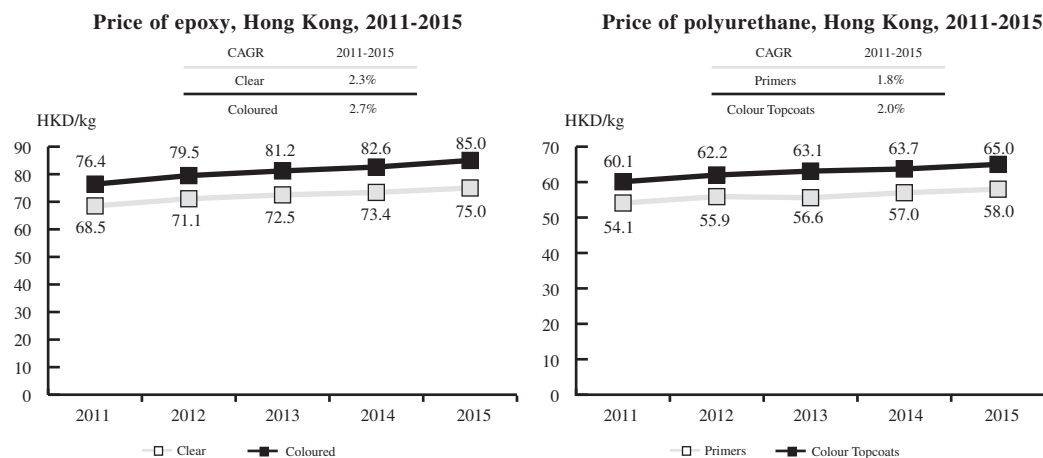 Price of epoxy, Hong Kong, 2011-2015
CAGR 2011-2015
Clear 2.3%
Coloured 2.7%
HKD/kg
90
80
70
60
50
40
30
20
10
0
76.4 79.5 81.2 82.6 85.0
68.5 71.1 72.5 73.4 75.0
2011 2012 2013 2014 2015
Clear Coloured
Price of polyurethane, Hong Kong, 2011-2015
CAGR 2011-2015
Primers 1.8%
Colour Topcoats 2.0%
HKD/kg
70
60
50
40
30
20
10
0
60.1 62.2 63.1 63.7 65.0
54.1 55.9 56.6 57.0 58.0
2011 2012 2013 2014 2015
Primers Colour Topcoats